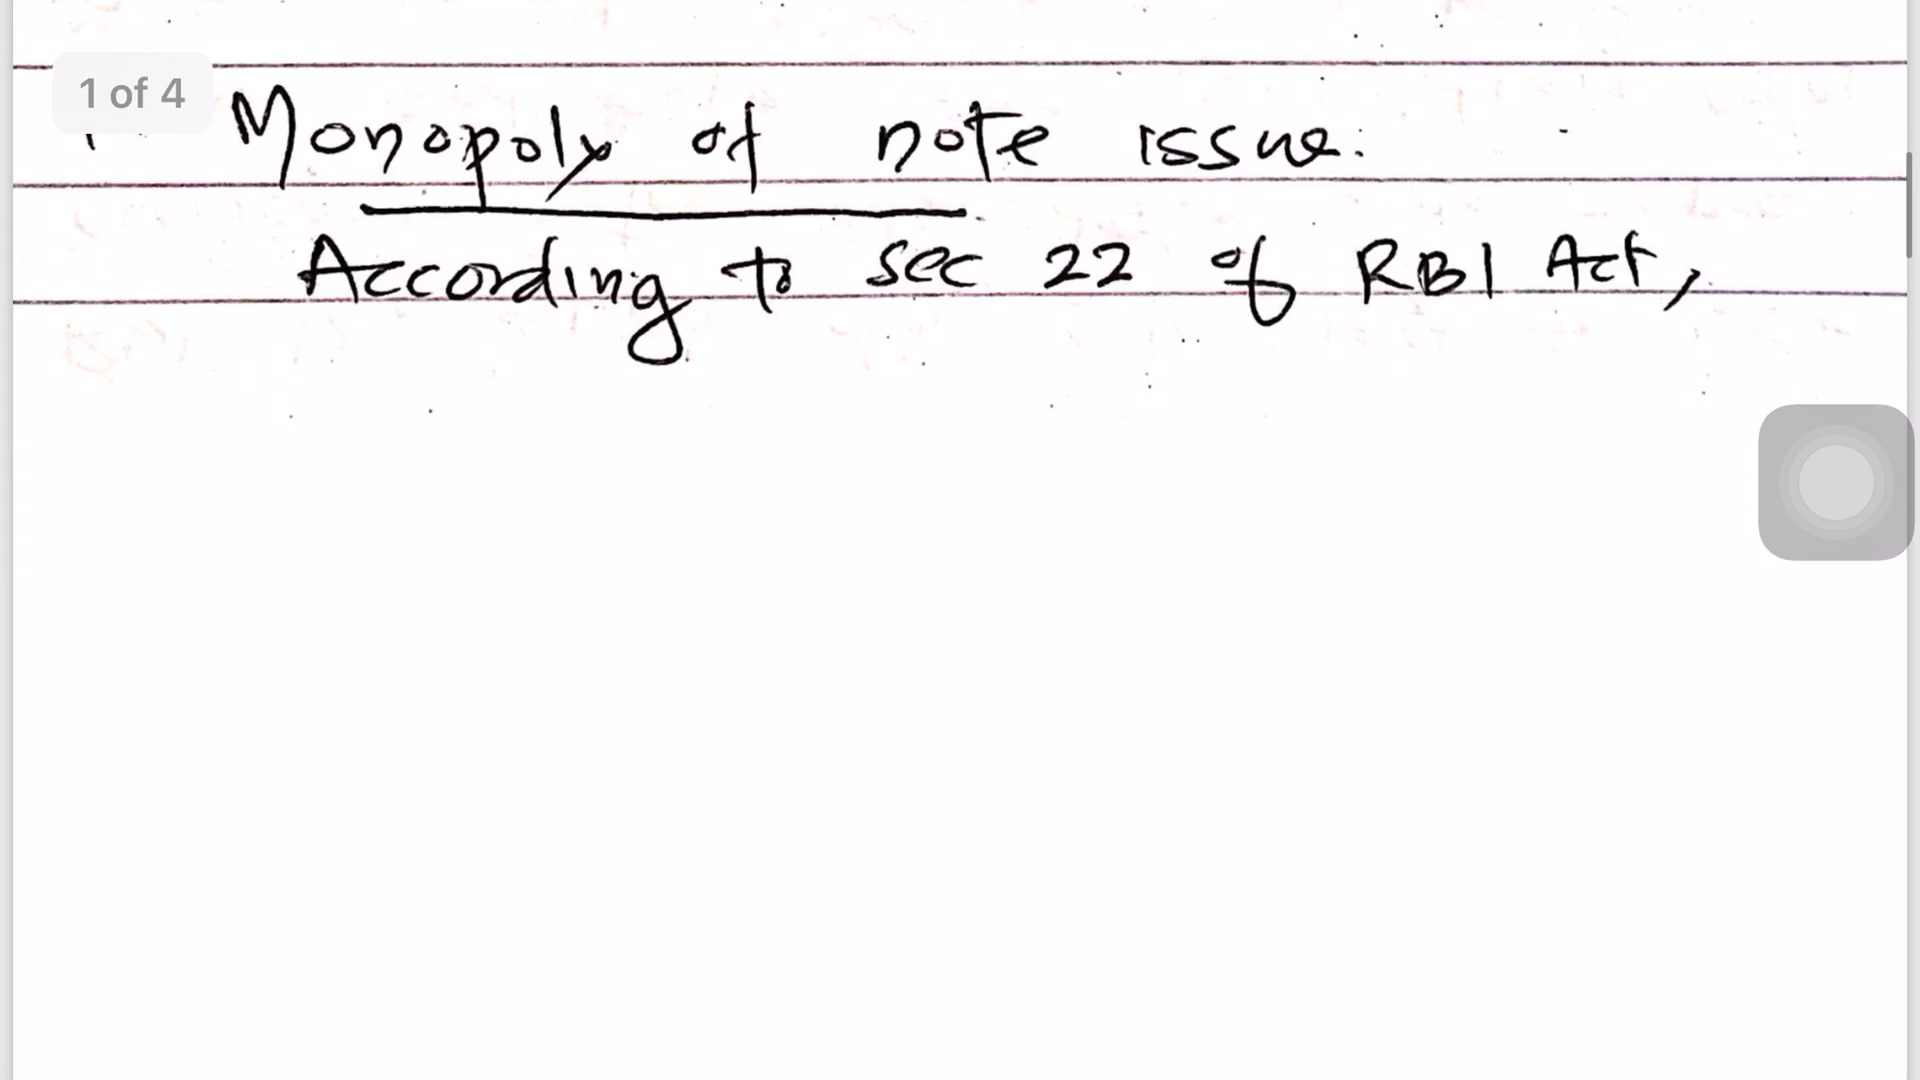 1 of 4
Monopoly of note issue:
According to sec 22 of RBI Act,